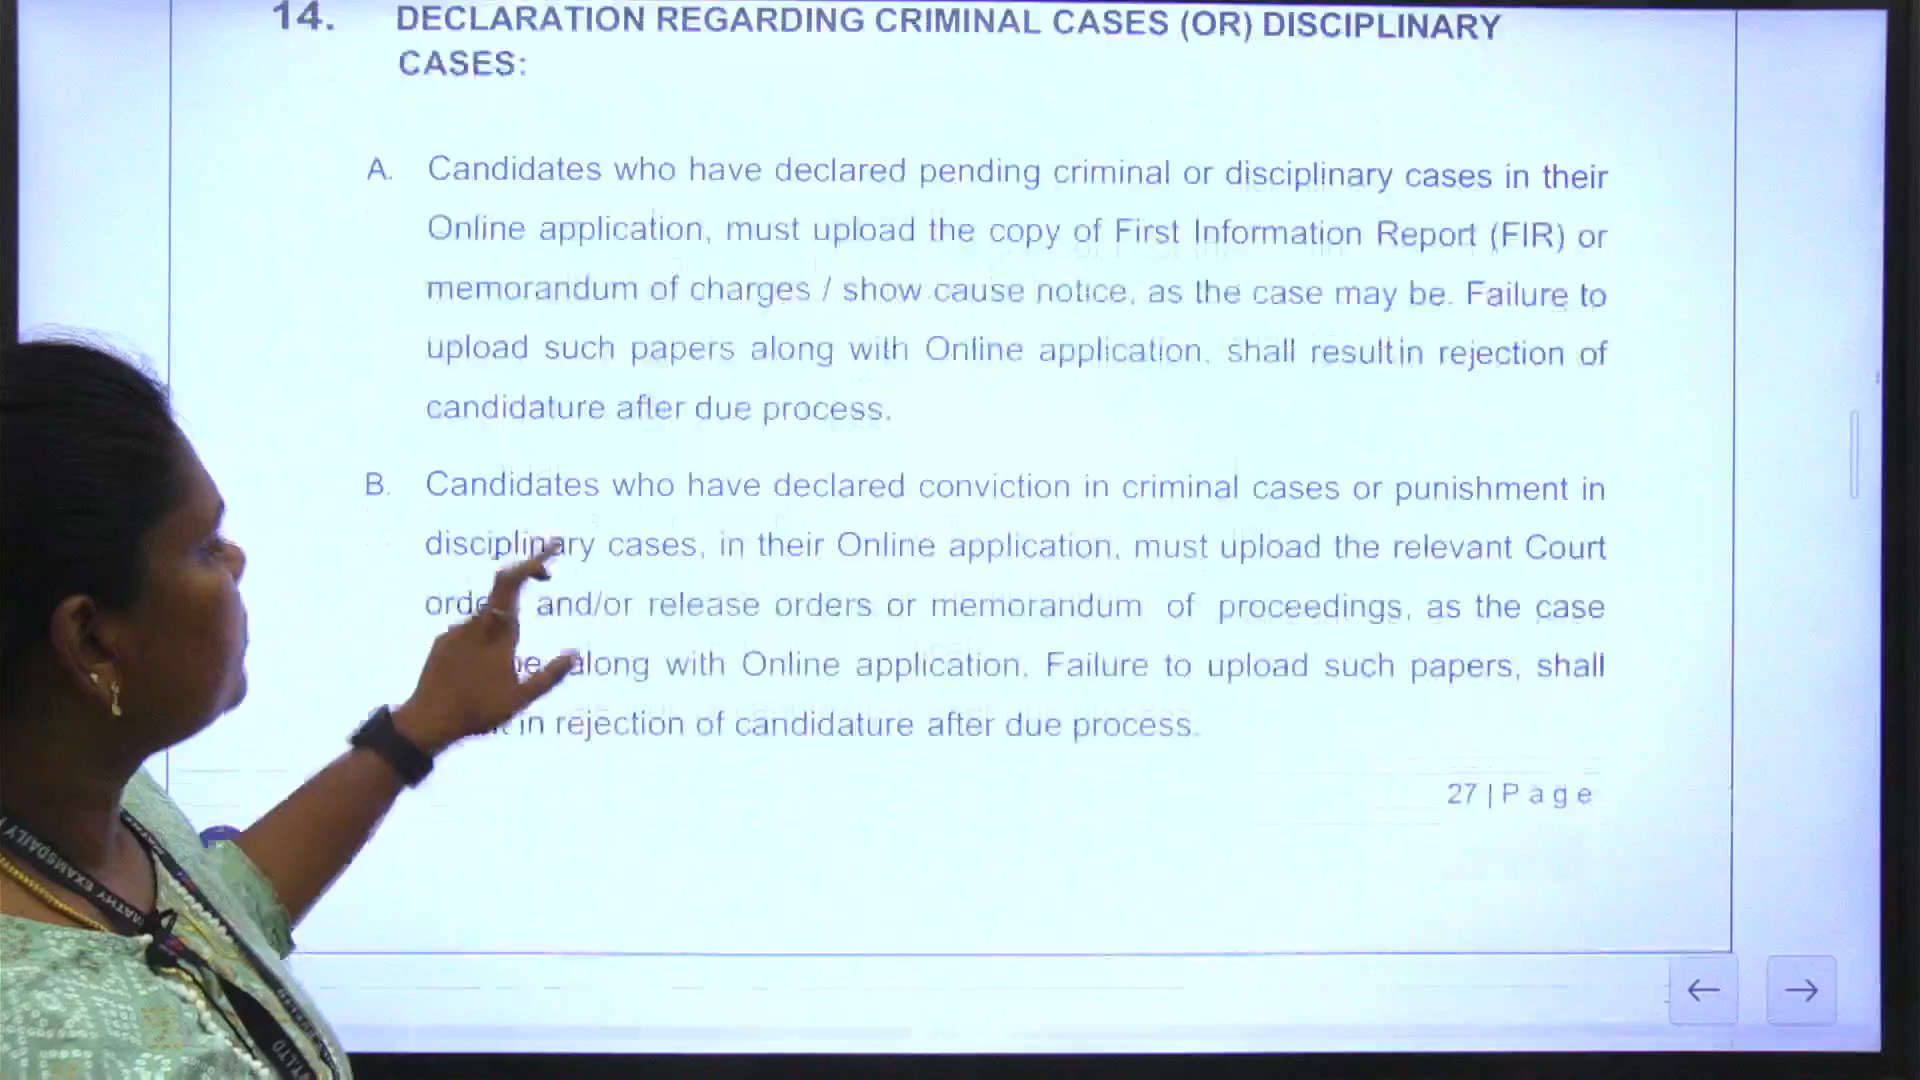 14. DECLARATION REGARDING CRIMINAL CASES (OR) DISCIPLINARY
CASES:
A. Candidates who have declared pending criminal or disciplinary cases in their
Online application, must upload the copy of First Information Report (FIR) or
memorandum of charges / show cause notice, as the case may be. Failure to
upload such papers along with Online application, shall resultin rejection of
candidature after due process.
B. Candidates who have declared conviction in criminal cases or punishment in
disciplinary cases, in their Online application, must upload the relevant Court
and/or release orders or memorandum of proceedings, as the case
along with Online application, Failure to upload such papers, shall
in rejection of candidature after due process.
27 | P a g e
MATHY EXAMSDAILY